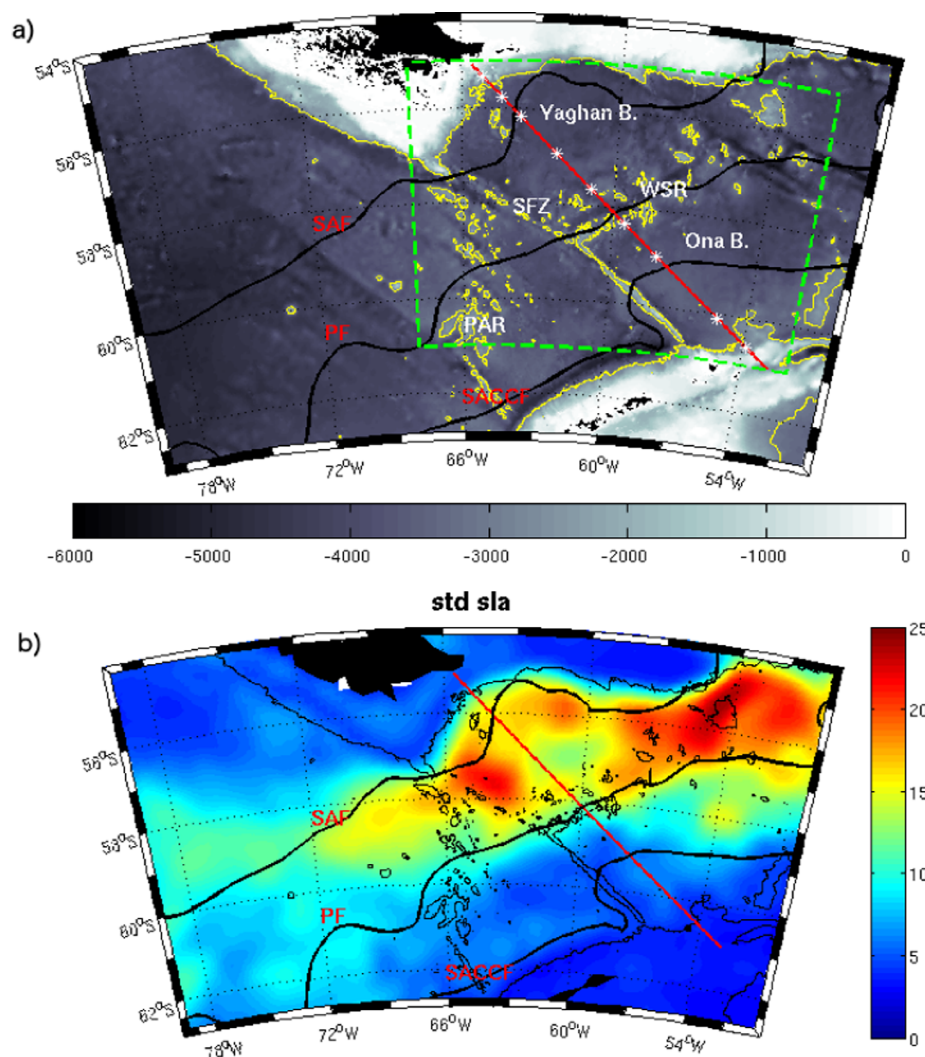 a)
54°S
56°S
58°S
60°S
62°S
Yaghan B.
SFZ
WSR
SAF
Ona B.
PF
PAR
SACCF
78°W
72°W
66°W
60°W
54°W
-6000 -5000 -4000 -3000 -2000 -1000 0
std sla
b)
56°S
58°S
60°S
62°S
SAF
PF
SACCF
78°W
72°W
66°W
60°W
54°W
25
20
15
10
5
0